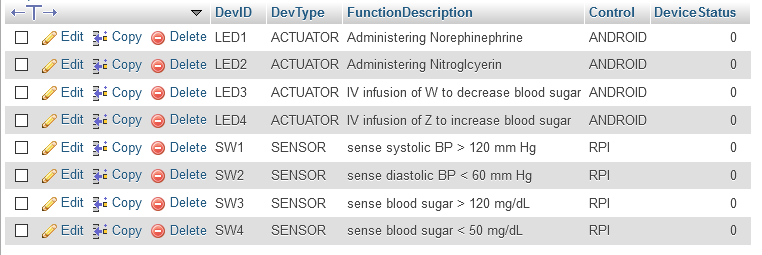 DevID DevType FunctionDescription Control DeviceStatus
Edit Copy Delete LED1 ACTUATOR Administering Norephinephrine ANDROID 0
Edit Copy Delete LED2 ACTUATOR Administering Nitroglcyerin ANDROID 0
Edit Copy Delete LED3 ACTUATOR IV infusion of W to decrease blood sugar ANDROID 0
Edit Copy Delete LED4 ACTUATOR IV infusion of Z to increase blood sugar ANDROID 0
Edit Copy Delete SW1 SENSOR sense systolic BP > 120 mm Hg RPI 0
Edit Copy Delete SW2 SENSOR sense diastolic BP < 60 mm Hg RPI 0
Edit Copy Delete SW3 SENSOR sense blood sugar > 120 mg/dL RPI 0
Edit Copy Delete SW4 SENSOR sense blood sugar < 50 mg/dL RPI 0